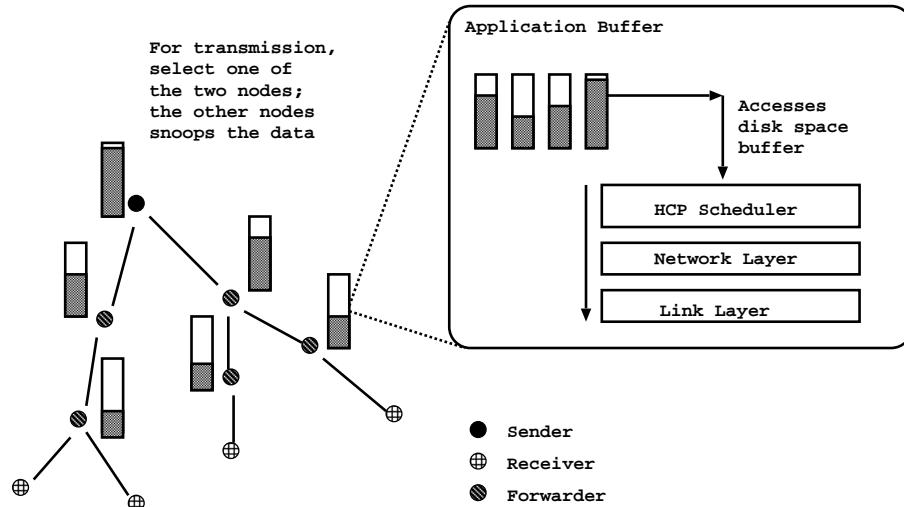 For transmission,
select one of
the two nodes;
the other nodes
snoops the data
Application Buffer
Accesses
disk space
buffer
HCP Scheduler
Network Layer
Link Layer
Sender
Receiver
Forwarder